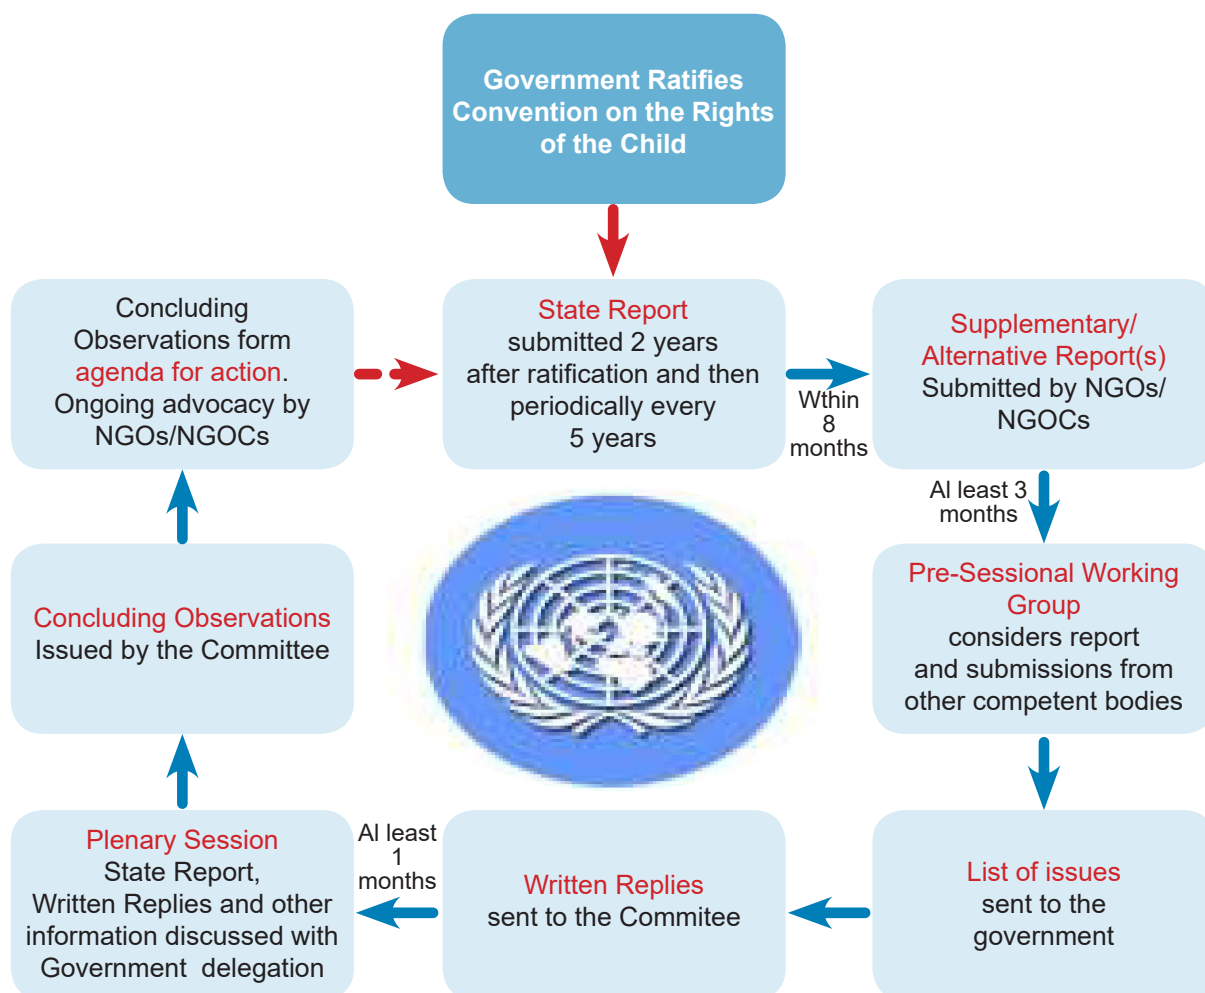 Government Ratifies
Convention on the Rights
of the Child
State Report
submitted 2 years
after ratification and then
periodically every
5 years
Wthin
8
months
Supplementary/
Alternative Report(s)
Submitted by NGOs/
NGOCs
Al least 3
months
Pre-Sessional Working
Group
considers report
and submissions from
other competent bodies
List of issues
sent to the
government
Written Replies
sent to the Commitee
Al least
1
months
Plenary Session
State Report,
Written Replies and other
information discussed with
Government delegation
Concluding Observations
Issued by the Committee
Concluding
Observations form
agenda for action.
Ongoing advocacy by
NGOs/NGOCs